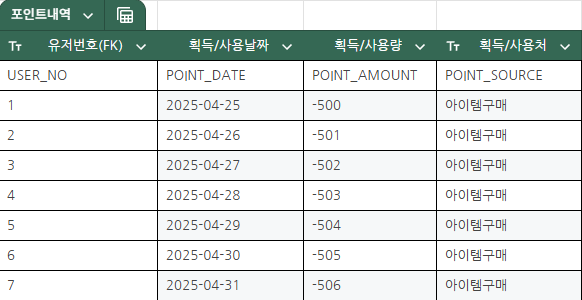 포인트내역
유저번호(FK) 획득/사용날짜 획득/사용량 획득/사용처
USER_NO POINT_DATE POINT_AMOUNT POINT_SOURCE
1 2025-04-25 -500 아이템구매
2 2025-04-26 -501 아이템구매
3 2025-04-27 -502 아이템구매
4 2025-04-28 -503 아이템구매
5 2025-04-29 -504 아이템구매
6 2025-04-30 -505 아이템구매
7 2025-04-31 -506 아이템구매